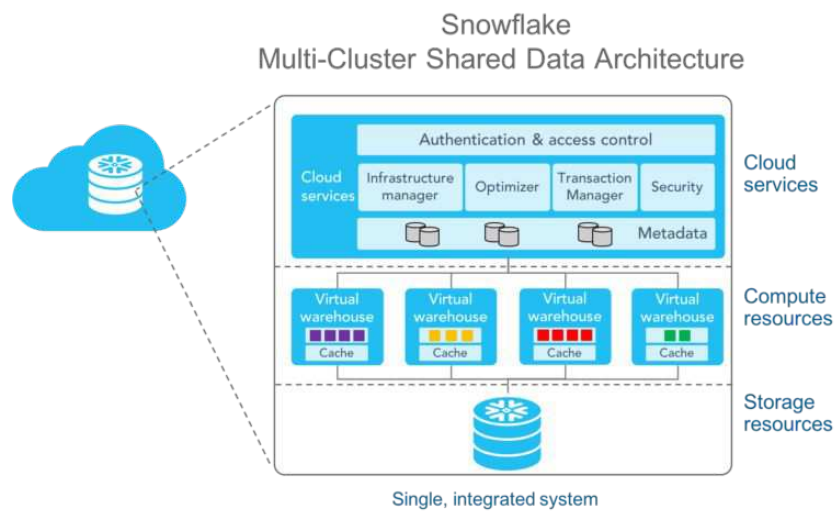 Snowflake
Multi-Cluster Shared Data Architecture
Authentication & access control
Cloud
services
Infrastructure
manager
Optimizer
Transaction
Manager
Security
Metadata
Cloud
services
Virtual
warehouse
Cache
Virtual
warehouse
Cache
Virtual
warehouse
Cache
Virtual
warehouse
Cache
Compute
resources
Storage
resources
Single, integrated system